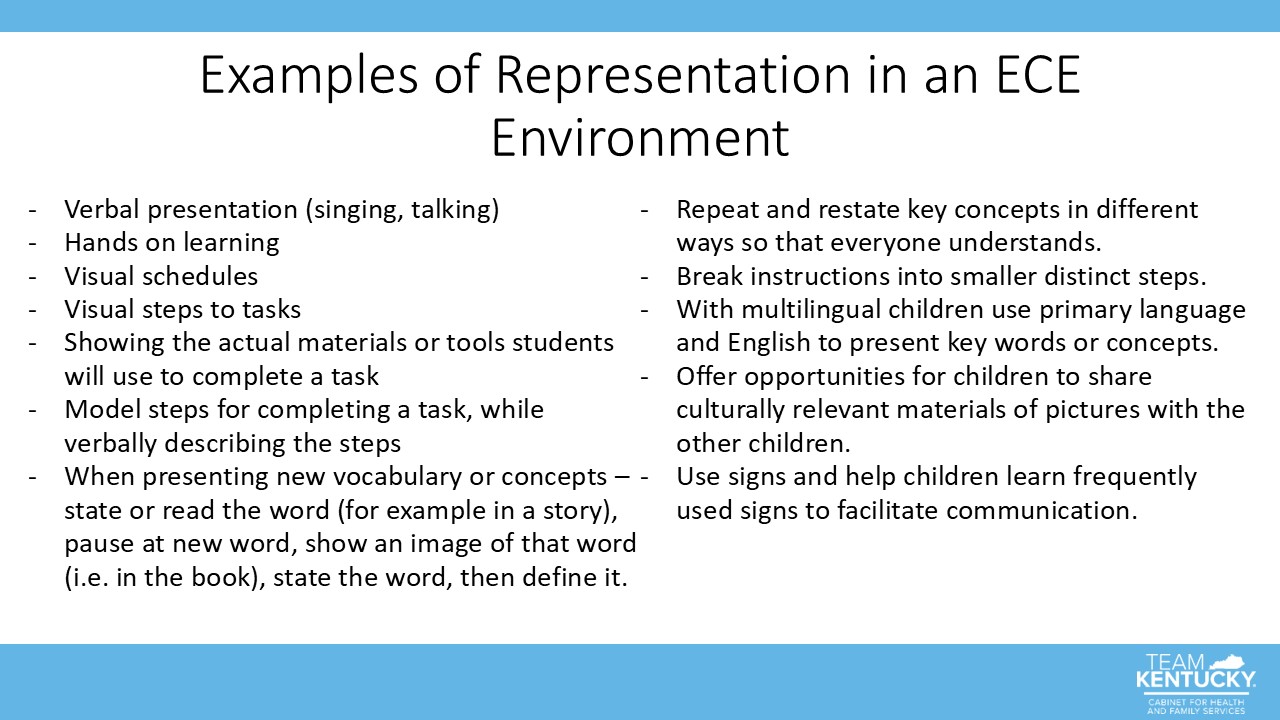 Examples of Representation in an ECE
Environment
- Verbal presentation (singing, talking)
- Hands on learning
- Visual schedules
- Visual steps to tasks
- Showing the actual materials or tools students
will use to complete a task
- Model steps for completing a task, while
verbally describing the steps
- When presenting new vocabulary or concepts –
state or read the word (for example in a story),
pause at new word, show an image of that word
(i.e. in the book), state the word, then define it.
- Repeat and restate key concepts in different
ways so that everyone understands.
- Break instructions into smaller distinct steps.
- With multilingual children use primary language
and English to present key words or concepts.
- Offer opportunities for children to share
culturally relevant materials of pictures with the
other children.
- Use signs and help children learn frequently
used signs to facilitate communication.
TEAM
KENTUCKY.
CABINET FOR HEALTH
AND FAMILY SERVICES